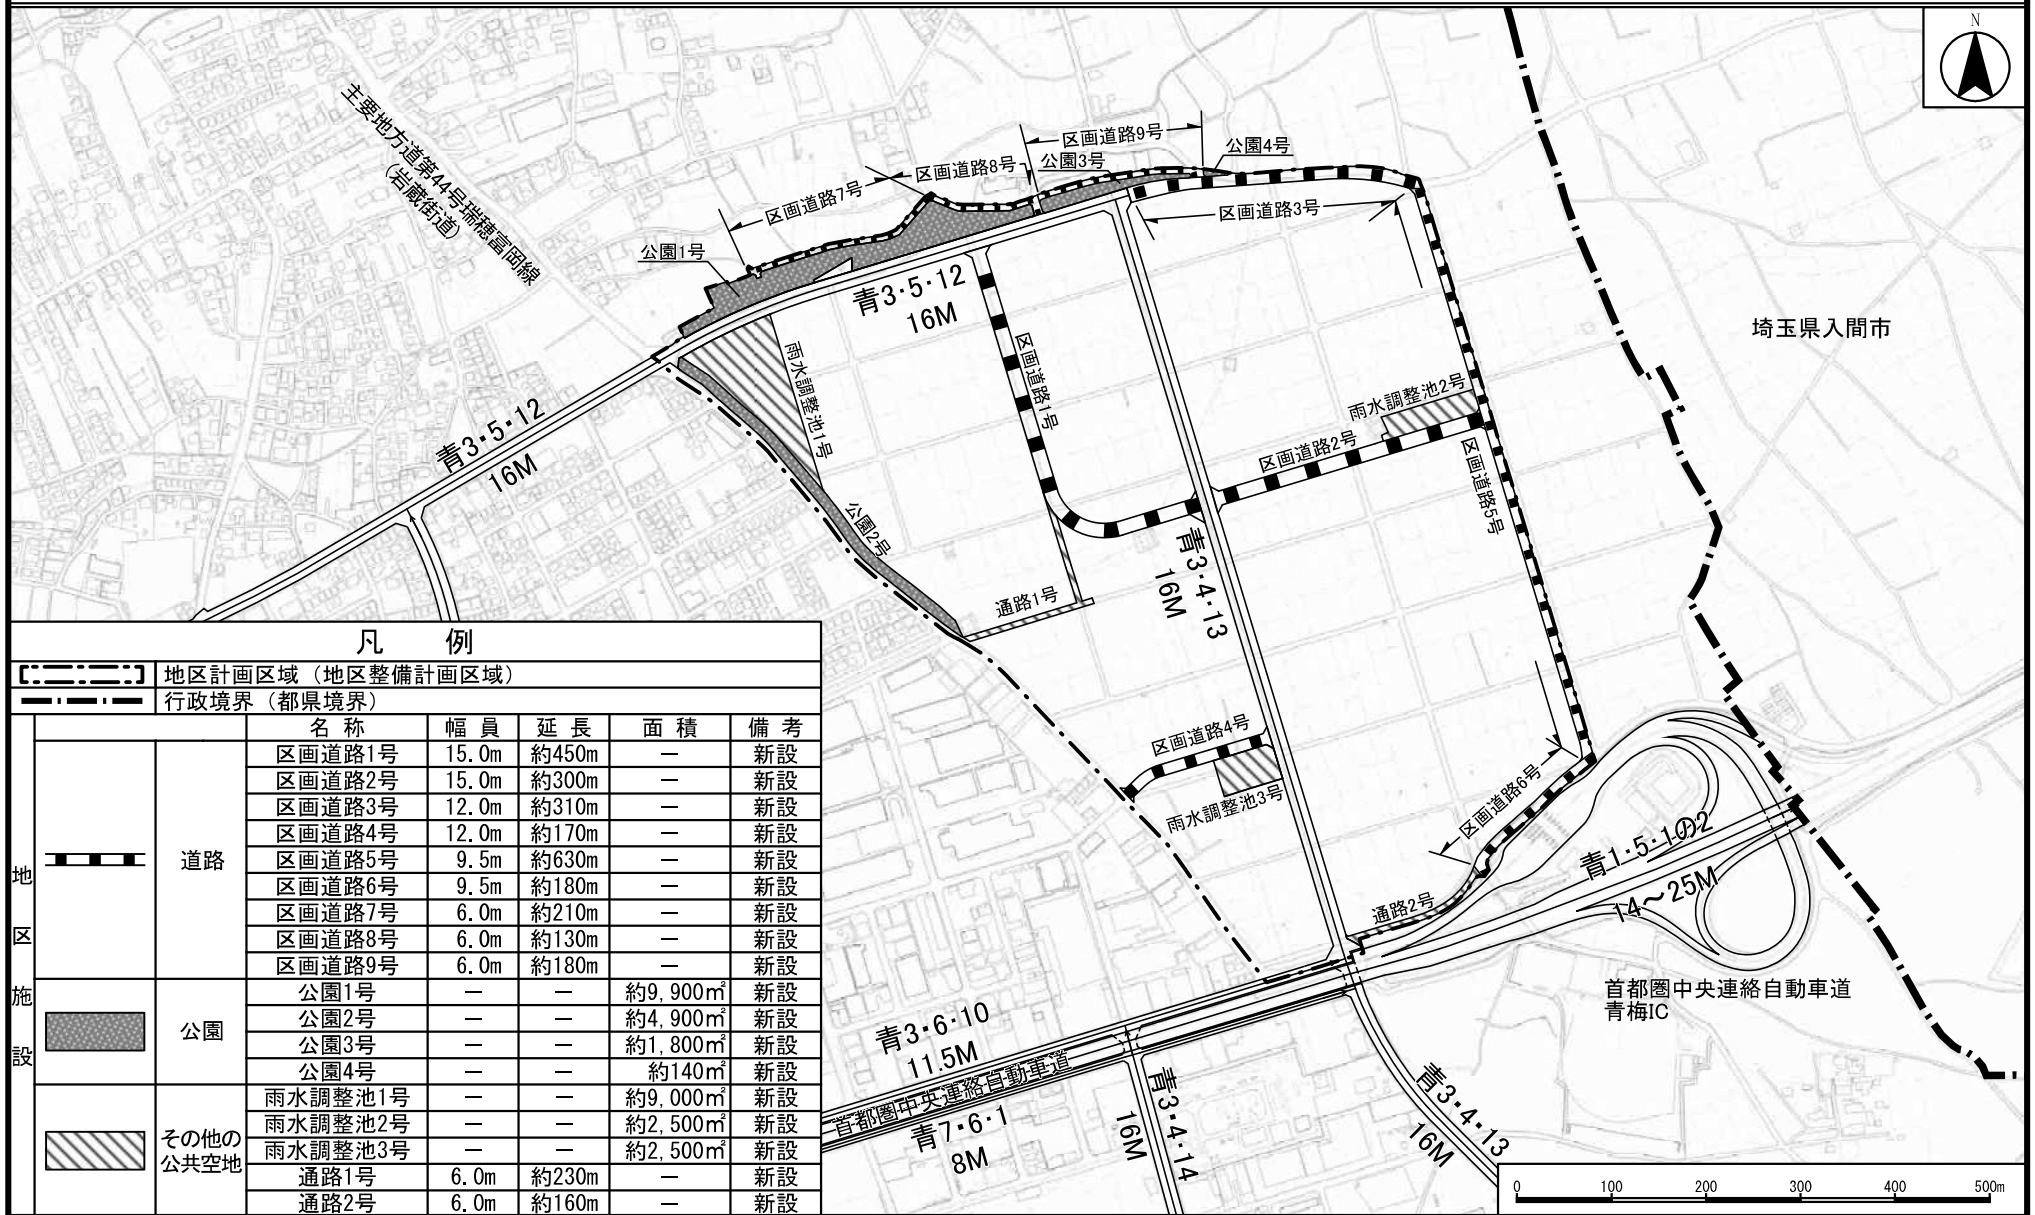 N
主要地方道第44号瑞穂富岡線
(岩蔵街道)
区画道路9号
公園3号
公園4号
区画道路8号
区画道路7号
区画道路3号
公園1号
青3・5・12
16M
埼玉県入間市
雨水調整池1号
区画道路1号
雨水調整池2号
区画道路2号
区画道路5号
青3・5・12
16M
公園2号
青3・4・13
16M
通路1号
区画道路4号
雨水調整池3号
区画道路6号
青1・5・1の2
14～25M
通路2号
首都圏中央連絡自動車道
青梅IC
青3・6・10
11.5M
首都圏中央連絡自動車道
青7・6・1
8M
青3・4・14
16M
青3・4・13
16M
0 100 200 300 400 500m
凡 例
地区計画区域（地区整備計画区域）
行政境界（都県境界）
名 称 幅 員 延 長 面 積 備 考
地区施設
道路
区画道路1号 15.0m 約450m － 新設
区画道路2号 15.0m 約300m － 新設
区画道路3号 12.0m 約310m － 新設
区画道路4号 12.0m 約170m － 新設
区画道路5号 9.5m 約630m － 新設
区画道路6号 9.5m 約180m － 新設
区画道路7号 6.0m 約210m － 新設
区画道路8号 6.0m 約130m － 新設
区画道路9号 6.0m 約180m － 新設
公園
公園1号 － － 約9,900㎡ 新設
公園2号 － － 約4,900㎡ 新設
公園3号 － － 約1,800㎡ 新設
公園4号 － － 約140㎡ 新設
その他の
公共空地
雨水調整池1号 － － 約9,000㎡ 新設
雨水調整池2号 － － 約2,500㎡ 新設
雨水調整池3号 － － 約2,500㎡ 新設
通路1号 6.0m 約230m － 新設
通路2号 6.0m 約160m － 新設